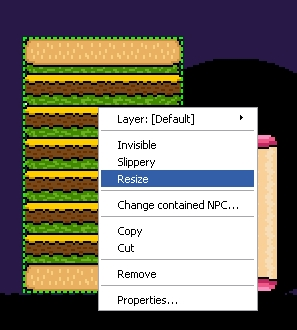 Layer: [Default]
Invisible
Slippery
Resize
Change contained NPC...
Copy
Cut
Remove
Properties...